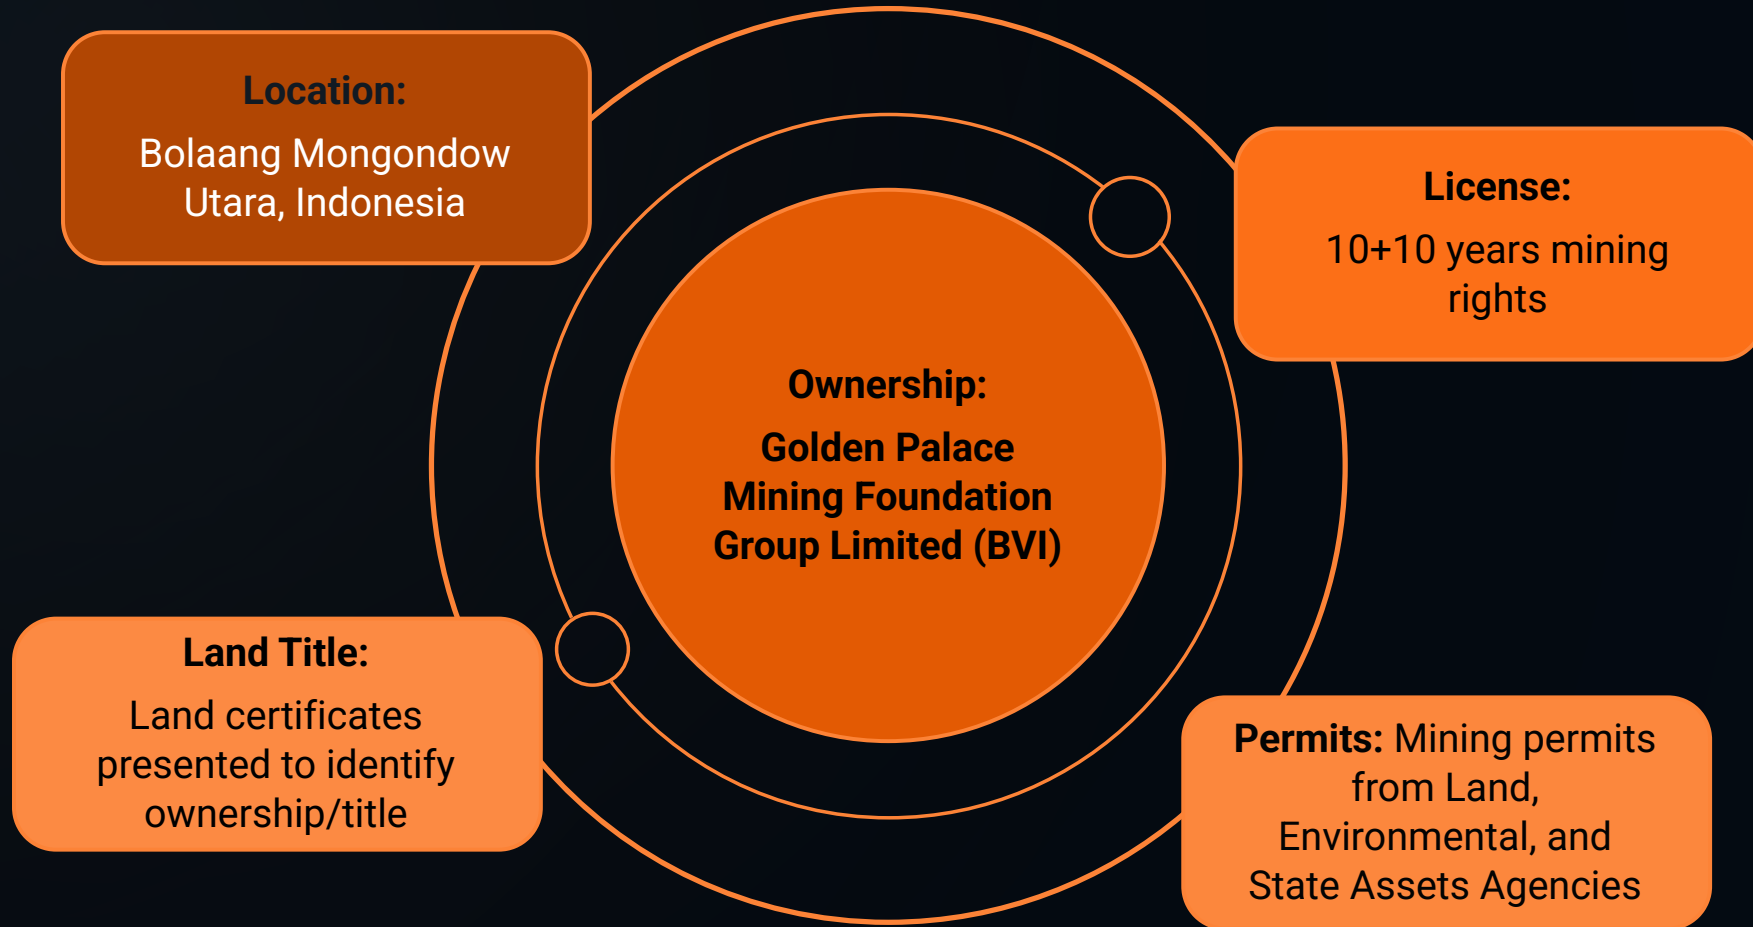 Location:
Bolaang Mongondow
Utara, Indonesia
License:
10+10 years mining
rights
Ownership:
Golden Palace
Mining Foundation
Group Limited (BVI)
Land Title:
Land certificates
presented to identify
ownership/title
Permits: Mining permits
from Land,
Environmental, and
State Assets Agencies